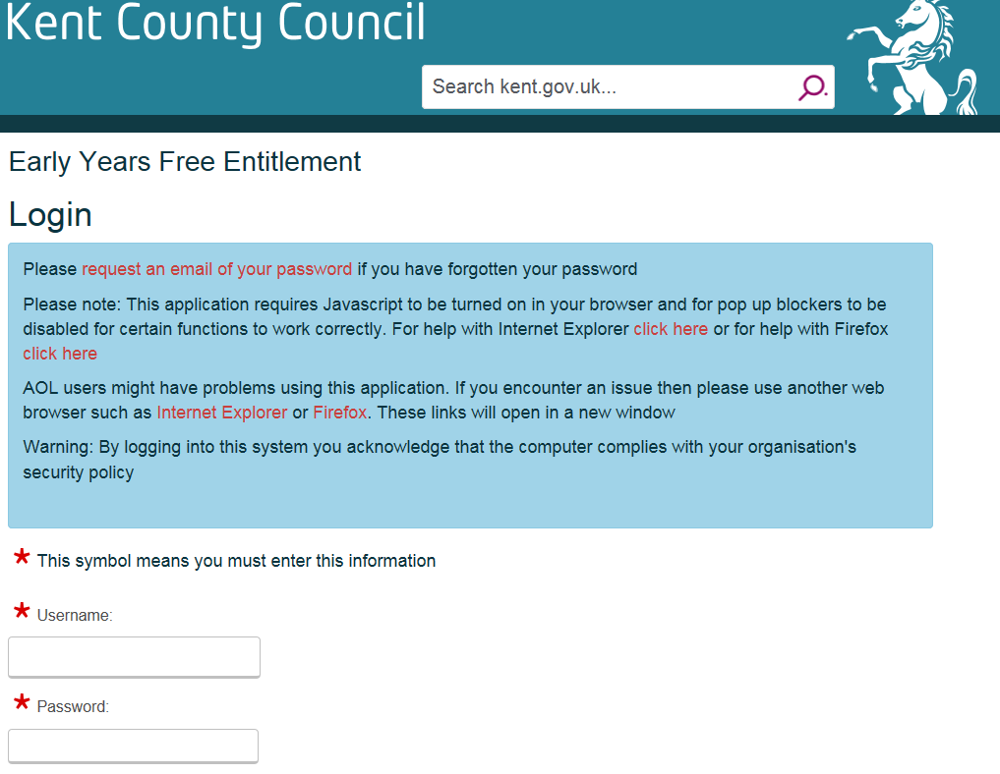 Kent County Council
Search kent.gov.uk...
Early Years Free Entitlement
Login
Please request an email of your password if you have forgotten your password
Please note: This application requires Javascript to be turned on in your browser and for pop up blockers to be
disabled for certain functions to work correctly. For help with Internet Explorer click here or for help with Firefox
click here
AOL users might have problems using this application. If you encounter an issue then please use another web
browser such as Internet Explorer or Firefox. These links will open in a new window
Warning: By logging into this system you acknowledge that the computer complies with your organisation's
security policy
* This symbol means you must enter this information
* Username:
* Password: